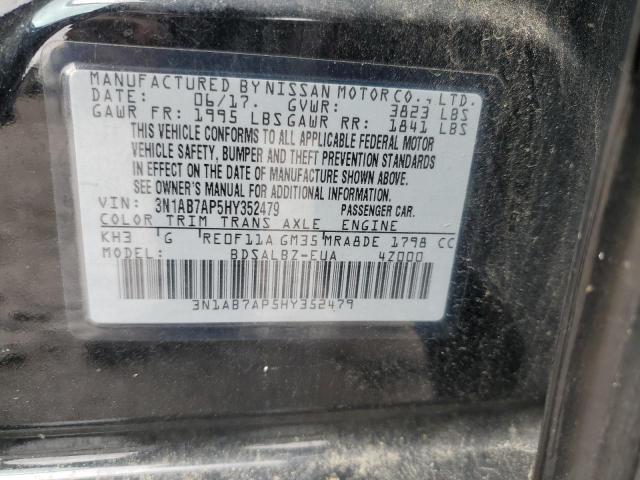 MANUFACTURED BY NISSAN MOTOR CO., LTD.
DATE: 06/17. GVWR: 3823 LBS
GAWR FR: 1995 LBS GAWR RR: 1841 LBS
THIS VEHICLE CONFORMS TO ALL APPLICABLE FEDERAL MOTOR
VEHICLE SAFETY, BUMPER AND THEFT PREVENTION STANDARDS
IN EFFECT ON THE DATE OF MANUFACTURE SHOWN ABOVE.
SEE OWNER'S MANUAL FOR ADDITIONAL INFORMATION.
VIN: 3N1AB7AP5HY352479 PASSENGER CAR.
COLOR TRIM TRANS AXLE ENGINE
KH3 G RE0F11A GM35 MRA8DE 1798 CC
MODEL: BDSALBZ-EUA 4Z000
3N1AB7AP5HY352479